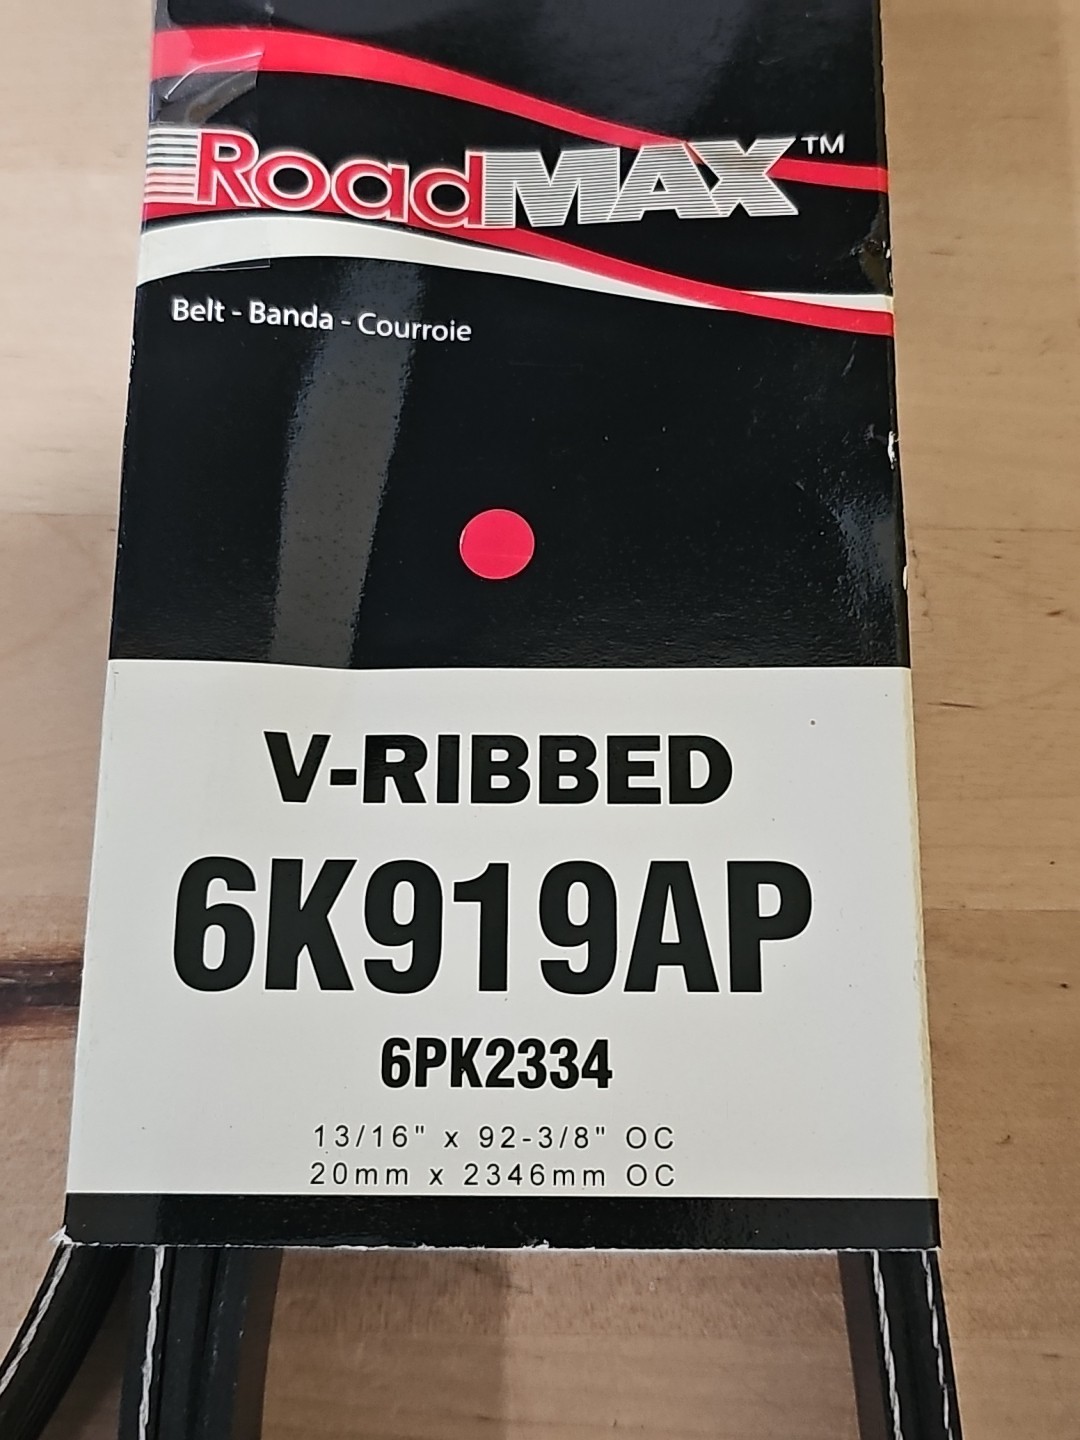 RoadMAX™
Belt - Banda - Courroie
V-RIBBED
6K919AP
6PK2334
13/16" x 92-3/8" OC
20mm x 2346mm OC